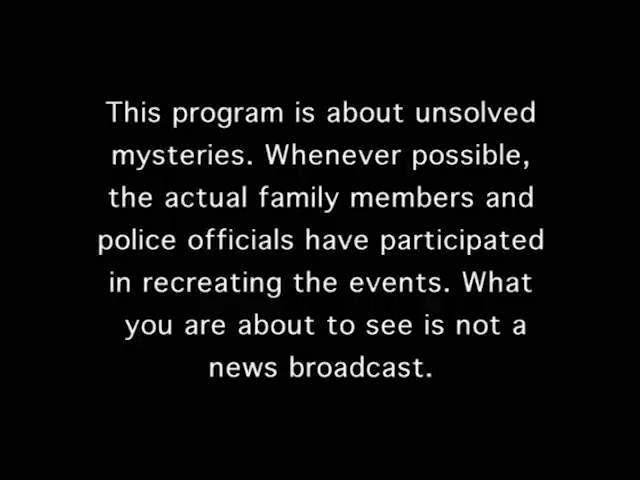 This program is about unsolved
mysteries. Whenever possible,
the actual family members and
police officials have participated
in recreating the events. What
you are about to see is not a
news broadcast.